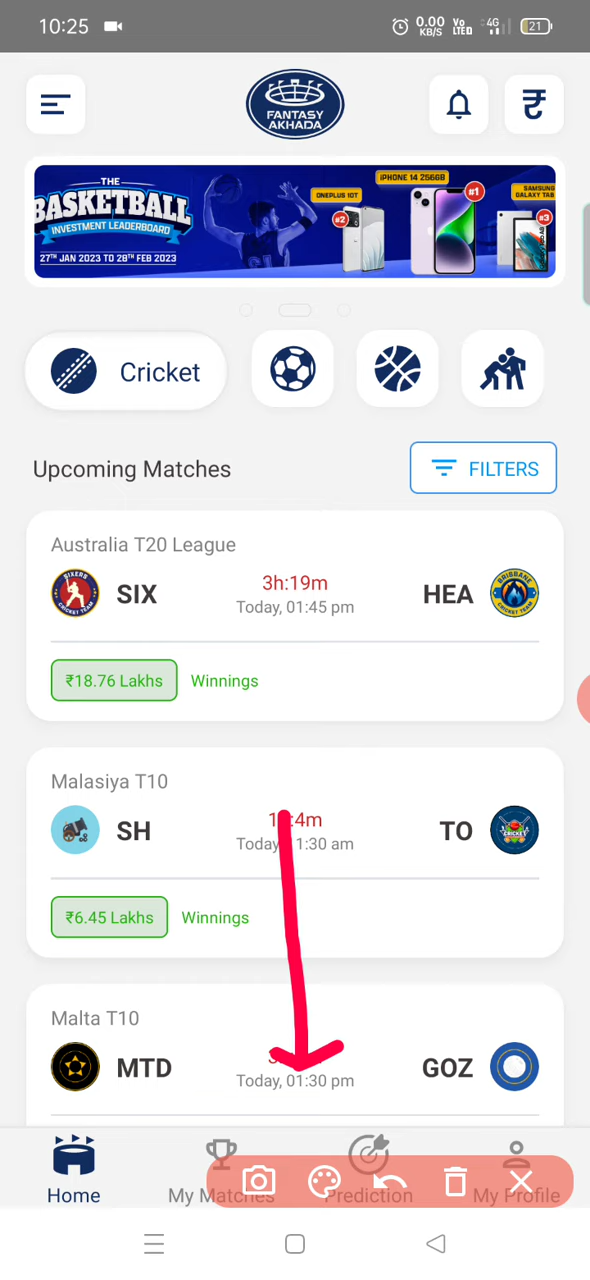 10:25
0.00 KB/S
Vo LTED
4G
21
FANTASY
AKHADA
THE
BASKETBALL
INVESTMENT LEADERBOARD
27TH JAN 2023 TO 28TH FEB 2023
ONEPLUS 10T
#2
iPHONE 14 256GB
#1
SAMSUNG
GALAXY TAB
#3
Cricket
Upcoming Matches
FILTERS
Australia T20 League
SIX
3h:19m
HEA
Today, 01:45 pm
₹18.76 Lakhs
Winnings
Malasiya T10
SH
TO
Today 1:30 am
₹6.45 Lakhs
Winnings
Malta T10
MTD
GOZ
Today, 01:30 pm
Home
My Matches
Prediction
My Profile